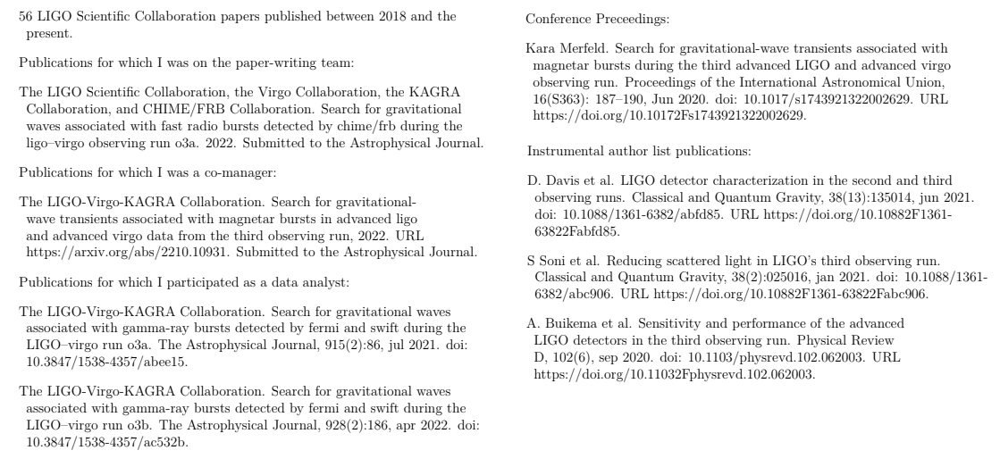 56 LIGO Scientific Collaboration papers published between 2018 and the
present.
Publications for which I was on the paper-writing team:
The LIGO Scientific Collaboration, the Virgo Collaboration, the KAGRA
Collaboration, and CHIME/FRB Collaboration. Search for gravitational
waves associated with fast radio bursts detected by chime/frb during the
ligo–virgo observing run o3a. 2022. Submitted to the Astrophysical Journal.
Publications for which I was a co-manager:
The LIGO-Virgo-KAGRA Collaboration. Search for gravitational-
wave transients associated with magnetar bursts in advanced ligo
and advanced virgo data from the third observing run, 2022. URL
https://arxiv.org/abs/2210.10931. Submitted to the Astrophysical Journal.
Publications for which I participated as a data analyst:
The LIGO-Virgo-KAGRA Collaboration. Search for gravitational waves
associated with gamma-ray bursts detected by fermi and swift during the
LIGO–virgo run o3a. The Astrophysical Journal, 915(2):86, jul 2021. doi:
10.3847/1538-4357/abee15.
The LIGO-Virgo-KAGRA Collaboration. Search for gravitational waves
associated with gamma-ray bursts detected by fermi and swift during the
LIGO–virgo run o3b. The Astrophysical Journal, 928(2):186, apr 2022. doi:
10.3847/1538-4357/ac532b.
Conference Preceedings:
Kara Merfeld. Search for gravitational-wave transients associated with
magnetar bursts during the third advanced LIGO and advanced virgo
observing run. Proceedings of the International Astronomical Union,
16(S363): 187–190, Jun 2020. doi: 10.1017/s1743921322002629. URL
https://doi.org/10.10172Fs1743921322002629.
Instrumental author list publications:
D. Davis et al. LIGO detector characterization in the second and third
observing runs. Classical and Quantum Gravity, 38(13):135014, jun 2021.
doi: 10.1088/1361-6382/abfd85. URL https://doi.org/10.10882F1361-
63822Fabfd85.
S Soni et al. Reducing scattered light in LIGO's third observing run.
Classical and Quantum Gravity, 38(2):025016, jan 2021. doi: 10.1088/1361-
6382/abc906. URL https://doi.org/10.10882F1361-63822Fabc906.
A. Buikema et al. Sensitivity and performance of the advanced
LIGO detectors in the third observing run. Physical Review
D, 102(6), sep 2020. doi: 10.1103/physrevd.102.062003. URL
https://doi.org/10.11032Fphysrevd.102.062003.